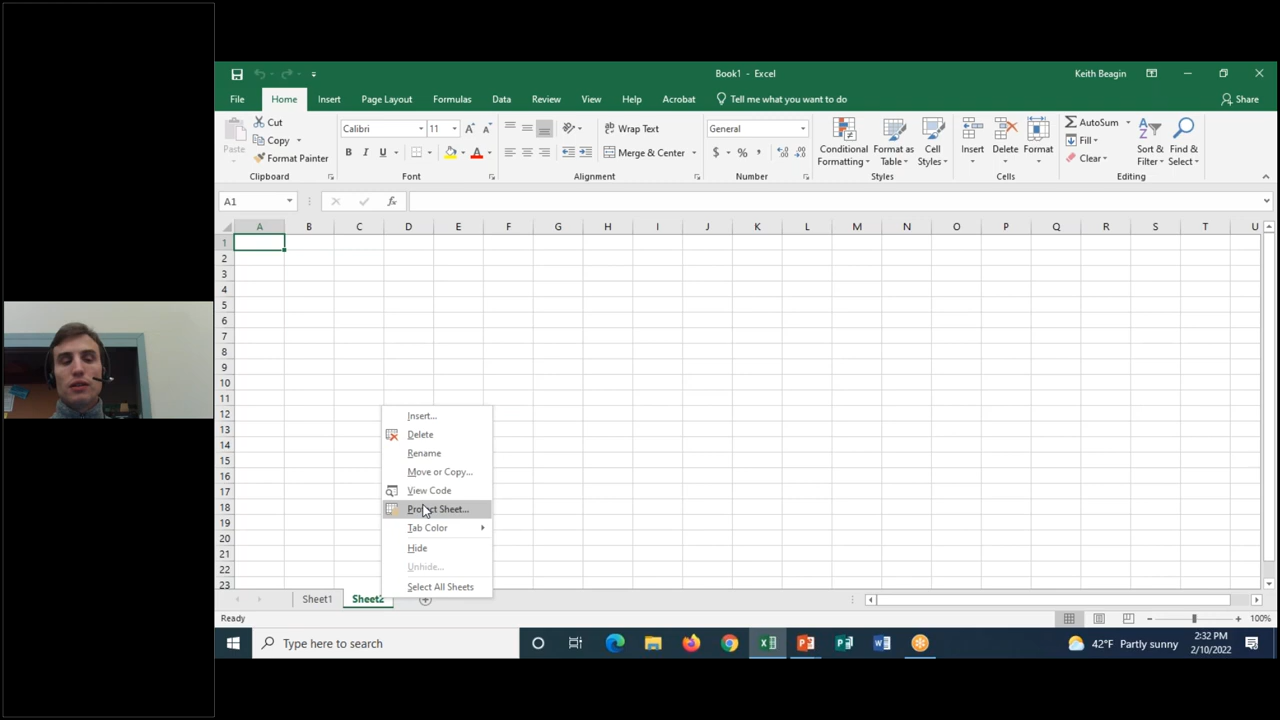 Book1 - Excel
Keith Beagin
File Home Insert Page Layout Formulas Data Review View Help Acrobat Tell me what you want to do Share
Paste
Cut
Copy
Format Painter
Clipboard
Calibri 11
B I U
Font
Wrap Text
Merge & Center
Alignment
General
$ % ,
Number
Conditional Formatting
Format as Table
Cell Styles
Styles
Insert
Delete
Format
Cells
AutoSum
Fill
Clear
Sort & Filter
Find & Select
Editing
A1
fx
A B C D E F G H I J K L M N O P Q R S T U
1
2
3
4
5
6
7
8
9
10
11
12
13
14
15
16
17
18
19
20
21
22
23
Insert...
Delete
Rename
Move or Copy...
View Code
Protect Sheet...
Tab Color
Hide
Unhide...
Select All Sheets
Sheet1 Sheet2
Ready
100%
Type here to search
42°F Partly sunny
2:32 PM
2/10/2022